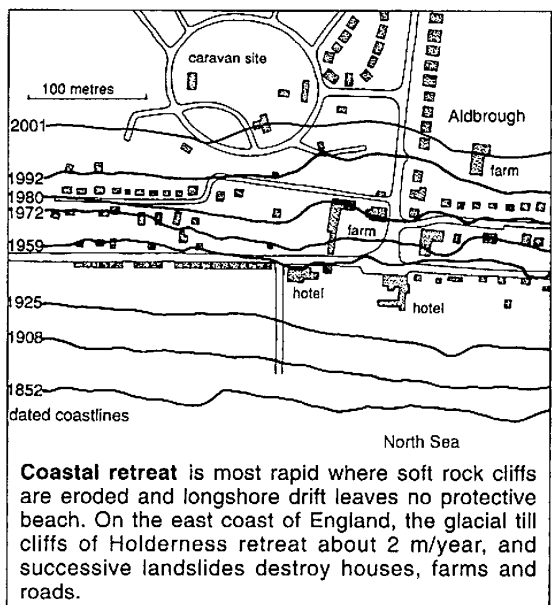 caravan site
100 metres
Aldbrough
2001
farm
1992
1980
1972
farm
1959
hotel
hotel
1925
1908
1852
dated coastlines
North Sea
Coastal retreat is most rapid where soft rock cliffs
are eroded and longshore drift leaves no protective
beach. On the east coast of England, the glacial till
cliffs of Holderness retreat about 2 m/year, and
successive landslides destroy houses, farms and
roads.